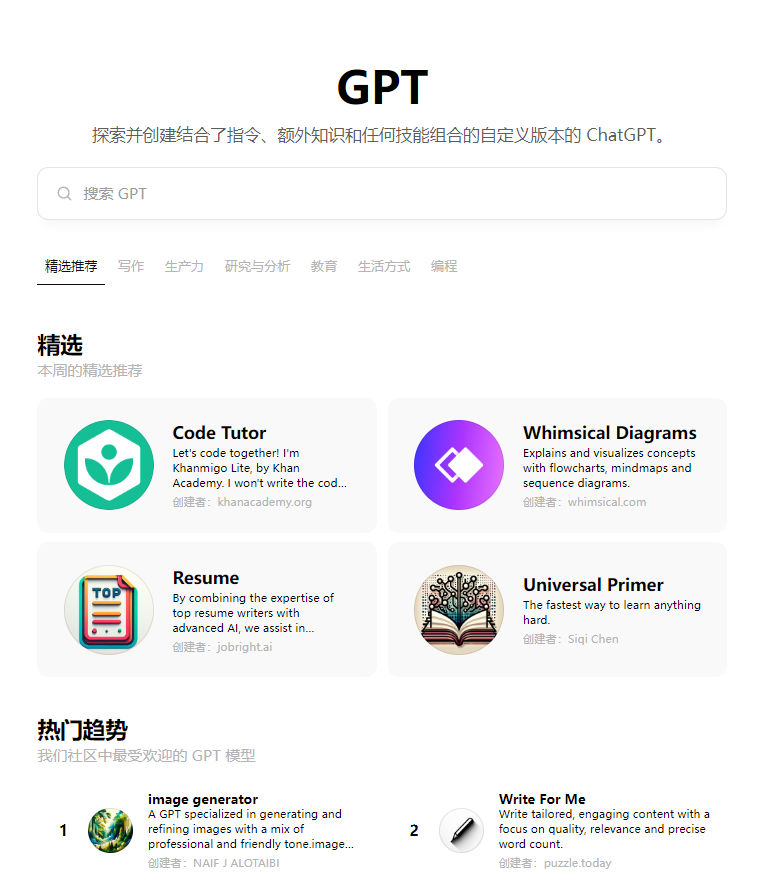 GPT
探索并创建结合了指令、额外知识和任何技能组合的自定义版本的 ChatGPT。
搜索 GPT
精选推荐 写作 生产力 研究与分析 教育 生活方式 编程
精选
本周的精选推荐
Code Tutor
Let's code together! I'm
Khanmigo Lite, by Khan
Academy. I won't write the cod...
创建者：khanacademy.org
Whimsical Diagrams
Explains and visualizes concepts
with flowcharts, mindmaps and
sequence diagrams.
创建者：whimsical.com
TOP
Resume
By combining the expertise of
top resume writers with
advanced AI, we assist in...
创建者：jobright.ai
Universal Primer
The fastest way to learn anything
hard.
创建者：Siqi Chen
热门趋势
我们社区中最受欢迎的 GPT 模型
1
image generator
A GPT specialized in generating and
refining images with a mix of
professional and friendly tone.image...
创建者：NAIF J ALOTAIBI
2
Write For Me
Write tailored, engaging content with a
focus on quality, relevance and precise
word count.
创建者：puzzle.today